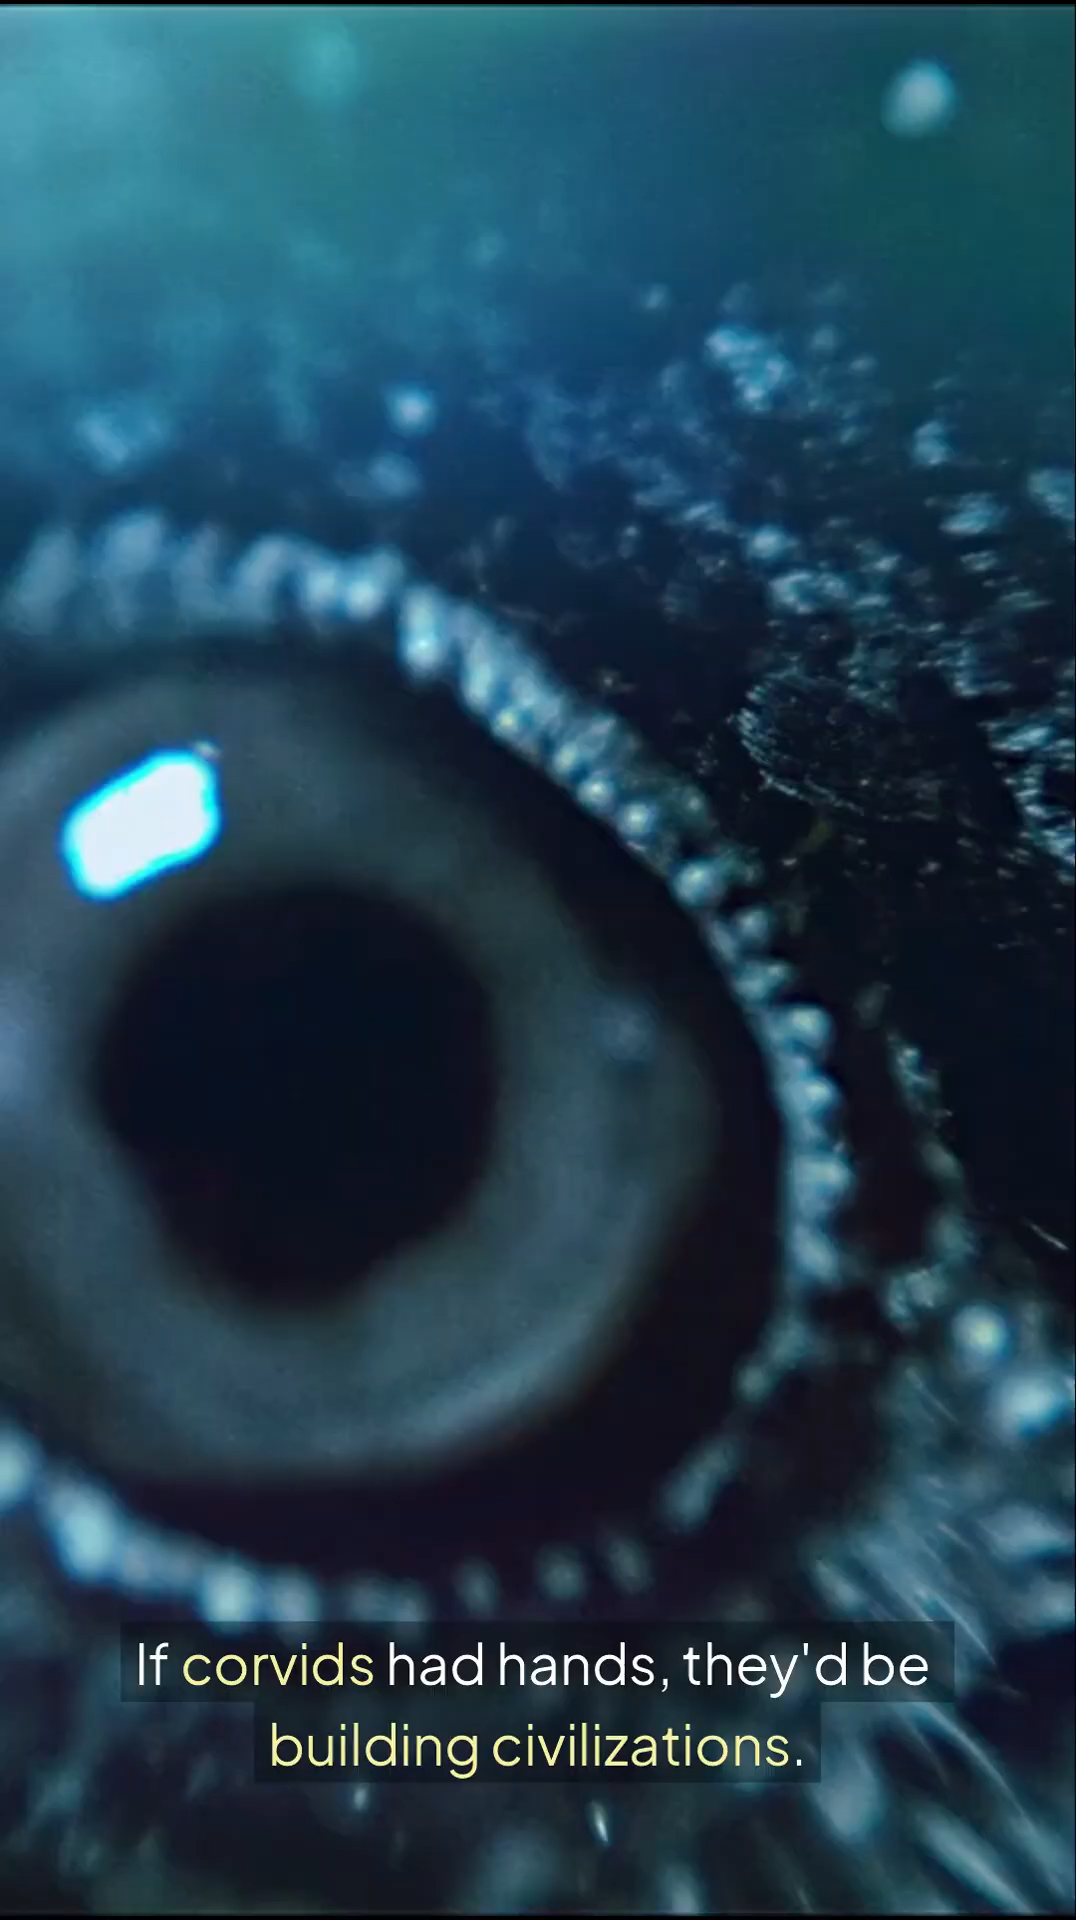 If corvids had hands, they'd be
building civilizations.